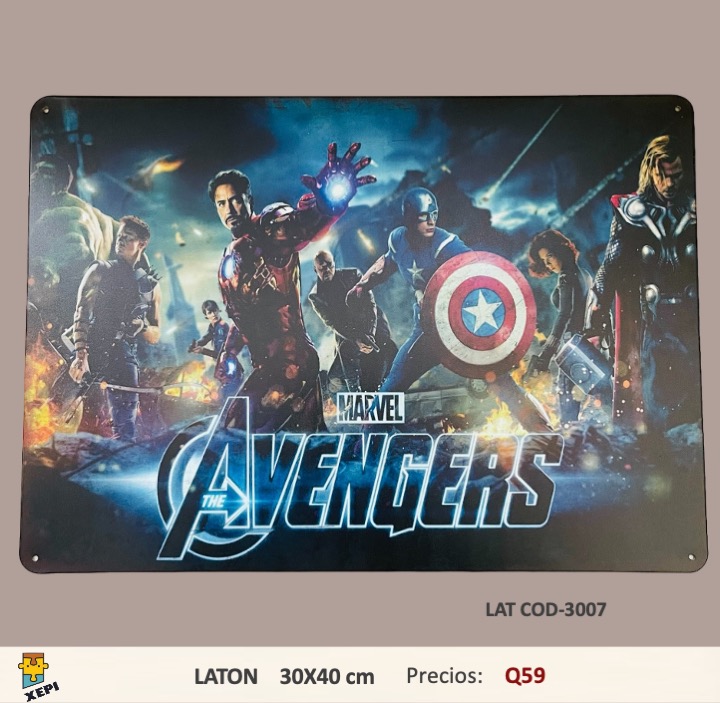 MARVEL
THE AVENGERS
LAT COD-3007
LATON 30X40 cm Precios: Q59
XEPI